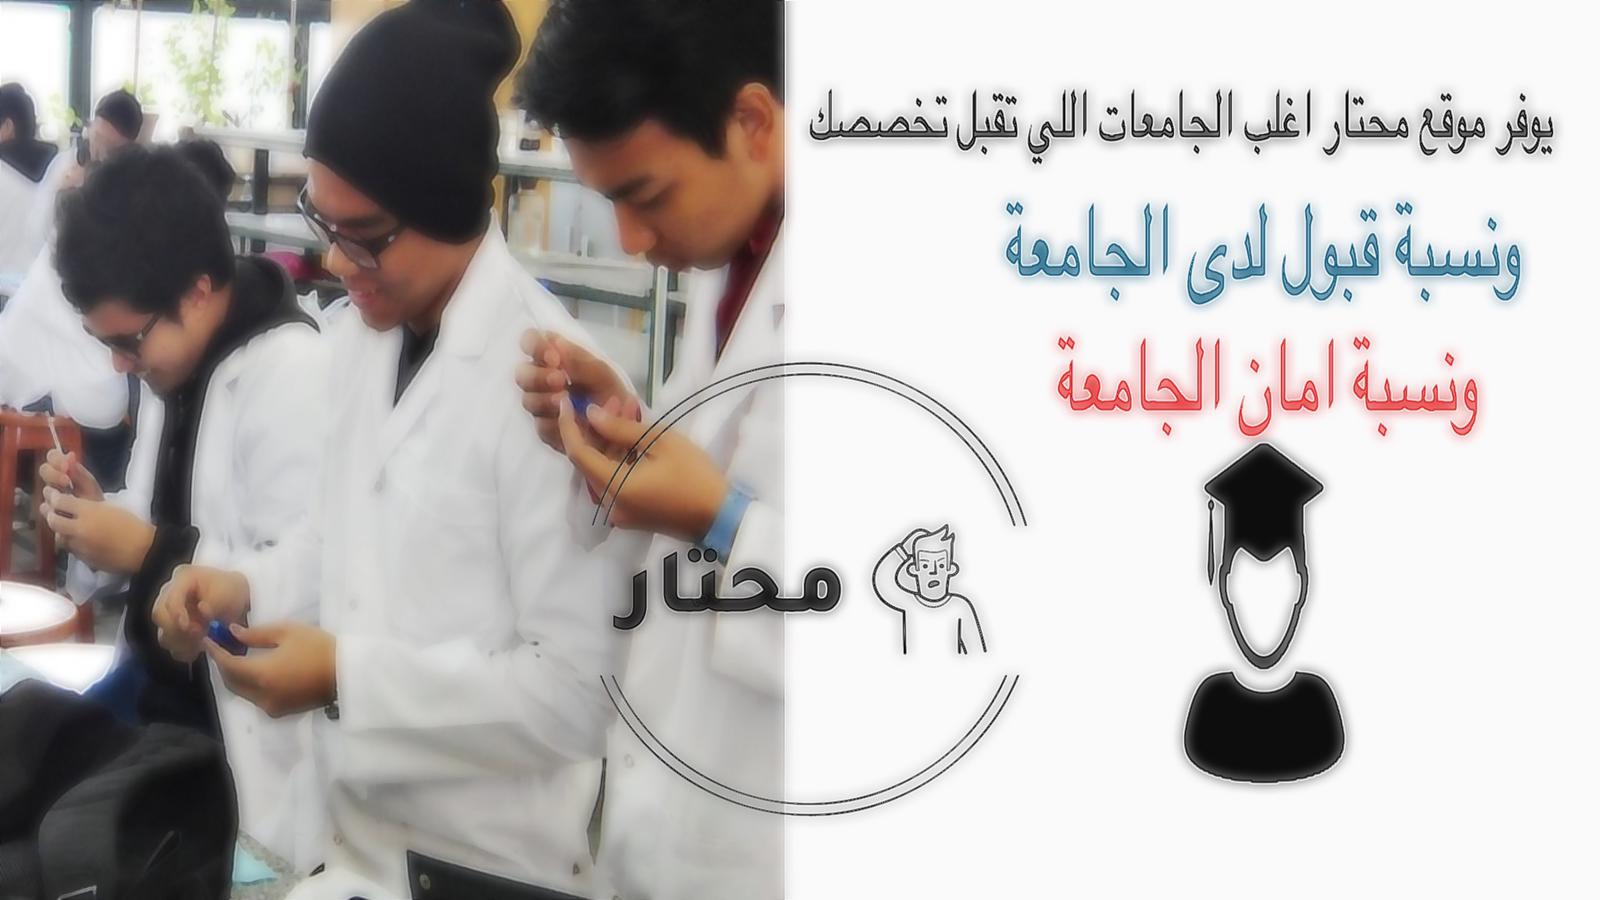 يوفر موقع محتار اغلب الجامعات اللي تقبل تخصصك
ونسبة قبول لدى الجامعة
ونسبة امان الجامعة
محتار